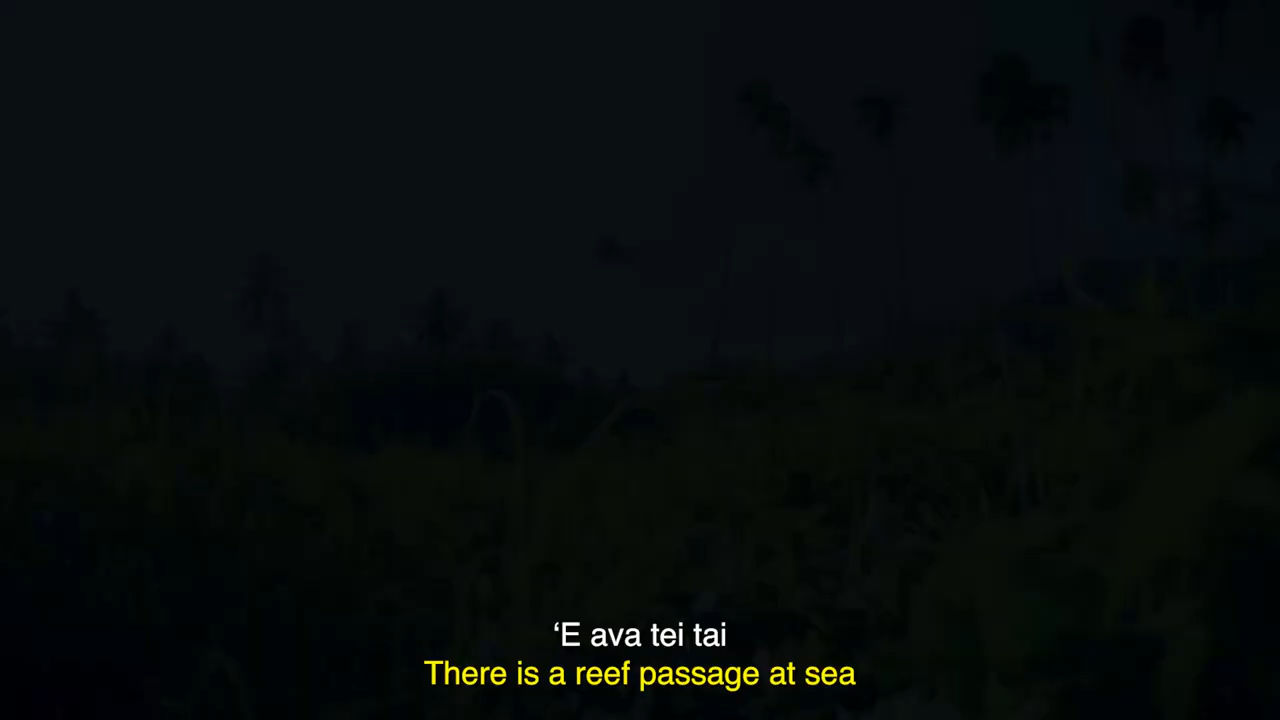 ‘E ava tei tai
There is a reef passage at sea